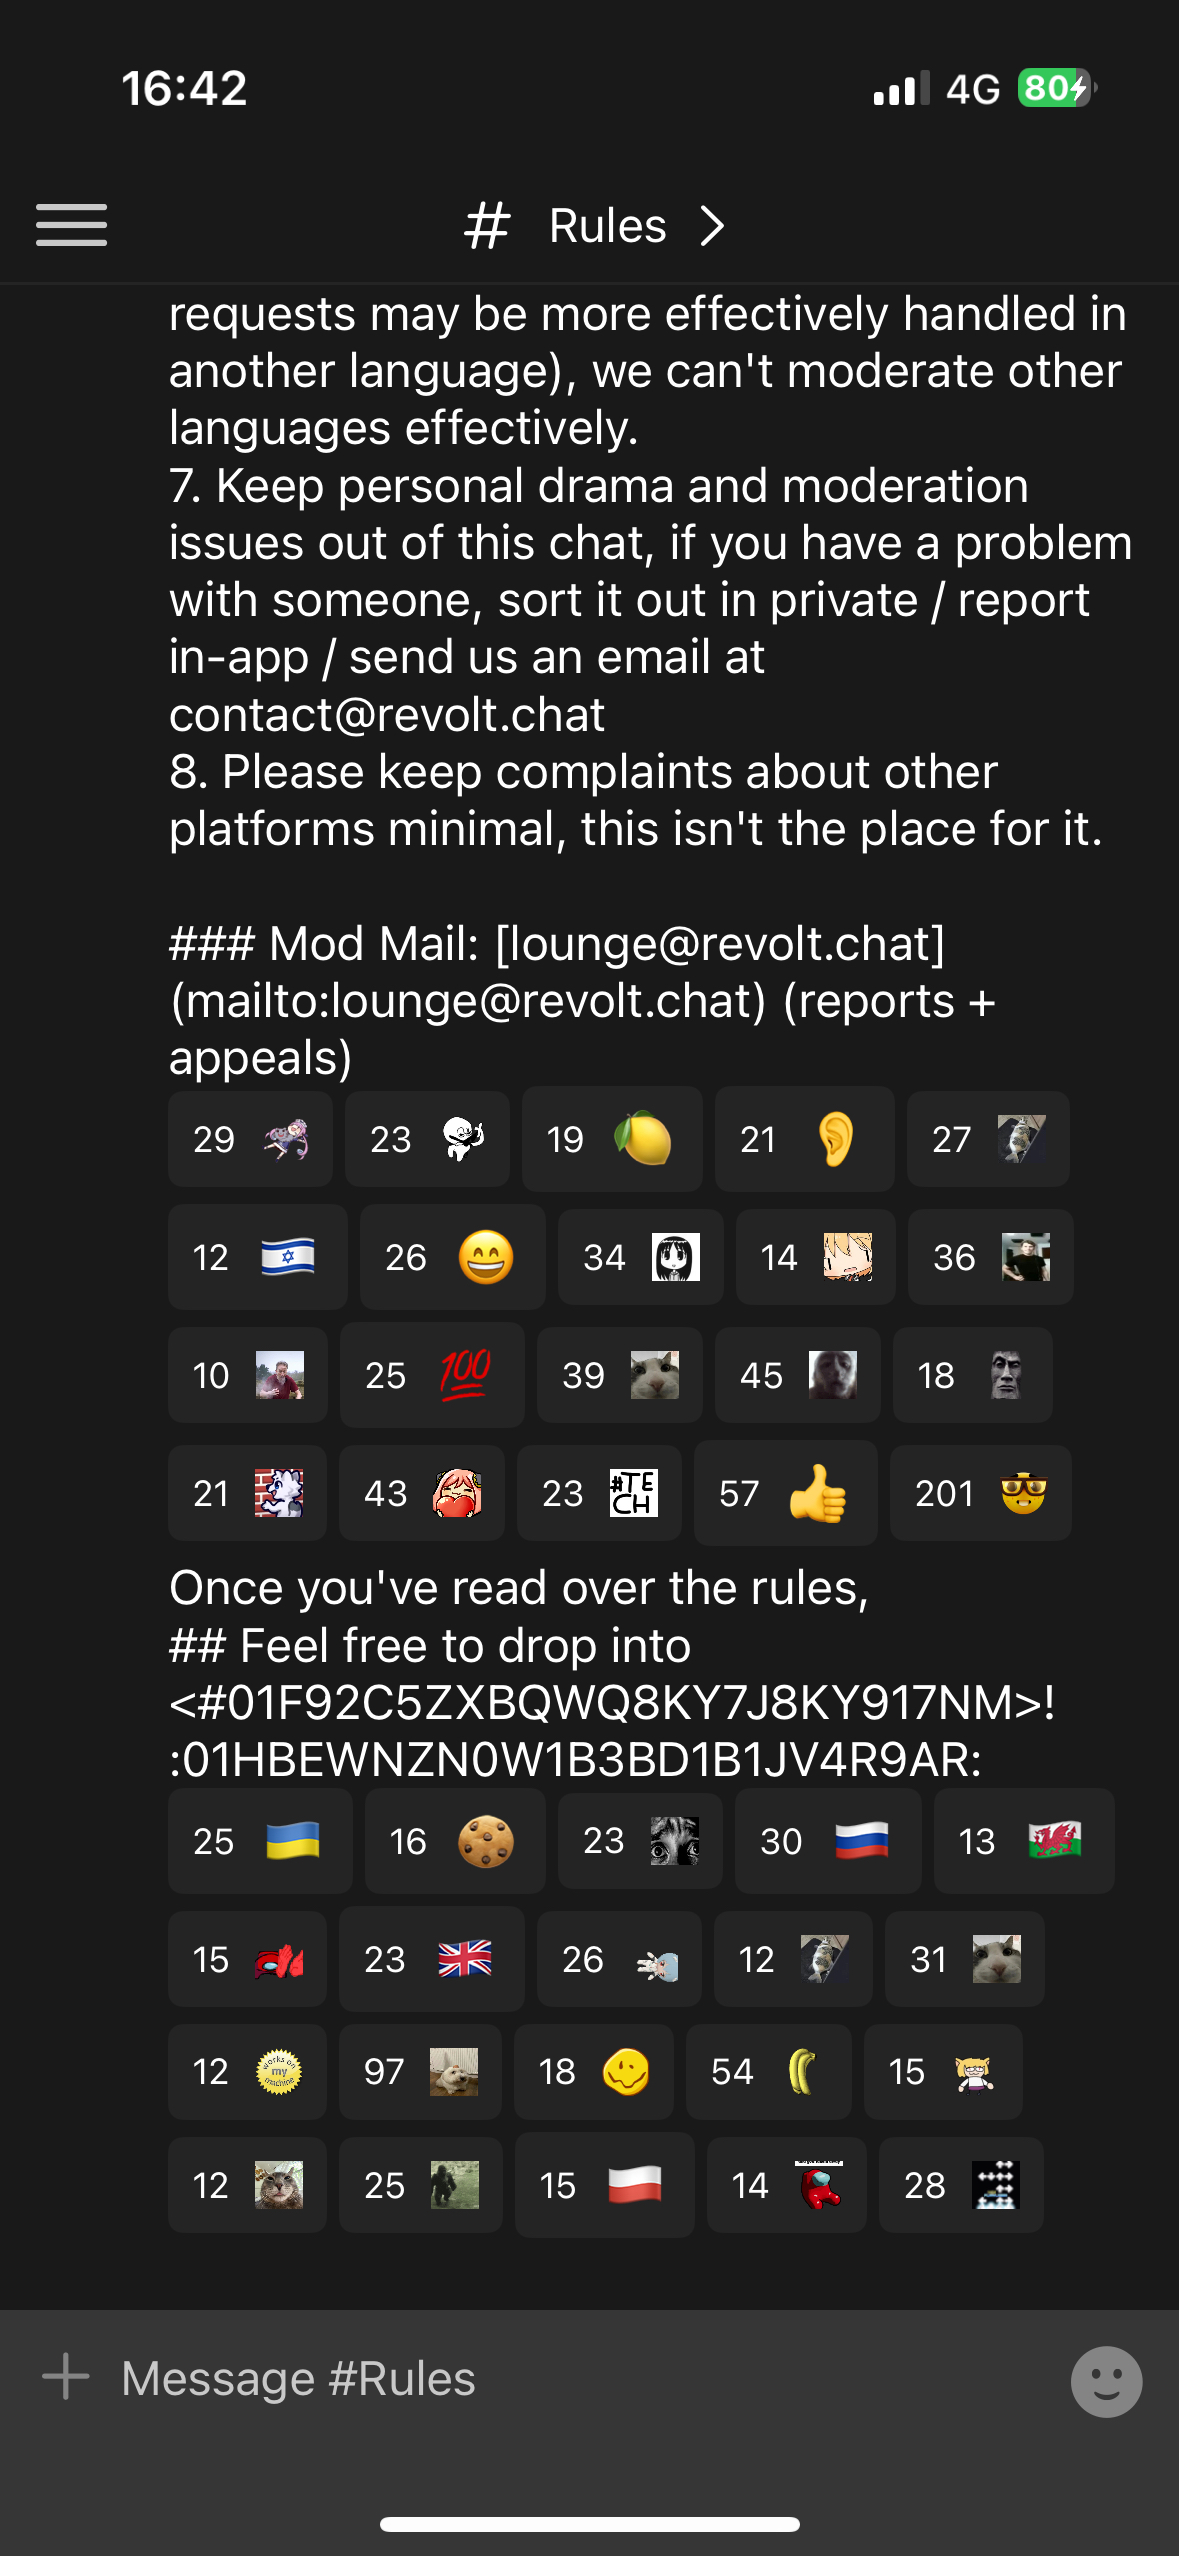 16:42
4G 80
# Rules
requests may be more effectively handled in
another language), we can't moderate other
languages effectively.
7. Keep personal drama and moderation
issues out of this chat, if you have a problem
with someone, sort it out in private / report
in-app / send us an email at
contact@revolt.chat
8. Please keep complaints about other
platforms minimal, this isn't the place for it.
### Mod Mail: [lounge@revolt.chat]
(mailto:lounge@revolt.chat) (reports +
appeals)
29 23 19 21 27
12 26 34 14 36
10 25 100 39 45 18
21 43 23 #TE CH 57 201
Once you've read over the rules,
## Feel free to drop into
<#01F92C5ZXBQWQ8KY7J8KY917NM>!
:01HBEWNZN0W1B3BD1B1JV4R9AR:
25 16 23 30 13
15 23 26 12 31
12 works on my machine 97 18 54 15
12 25 15 14 28
Message #Rules